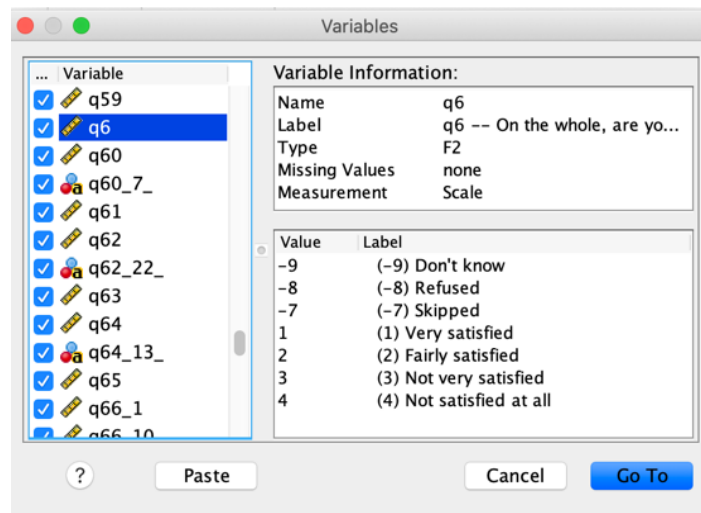 Variables
... Variable
q59
q6
q60
q60_7_
q61
q62
q62_22_
q63
q64
q64_13_
q65
q66_1
q66_10
Variable Information:
Name q6
Label q6 -- On the whole, are yo...
Type F2
Missing Values none
Measurement Scale
Value Label
-9 (-9) Don't know
-8 (-8) Refused
-7 (-7) Skipped
1 (1) Very satisfied
2 (2) Fairly satisfied
3 (3) Not very satisfied
4 (4) Not satisfied at all
? Paste Cancel Go To